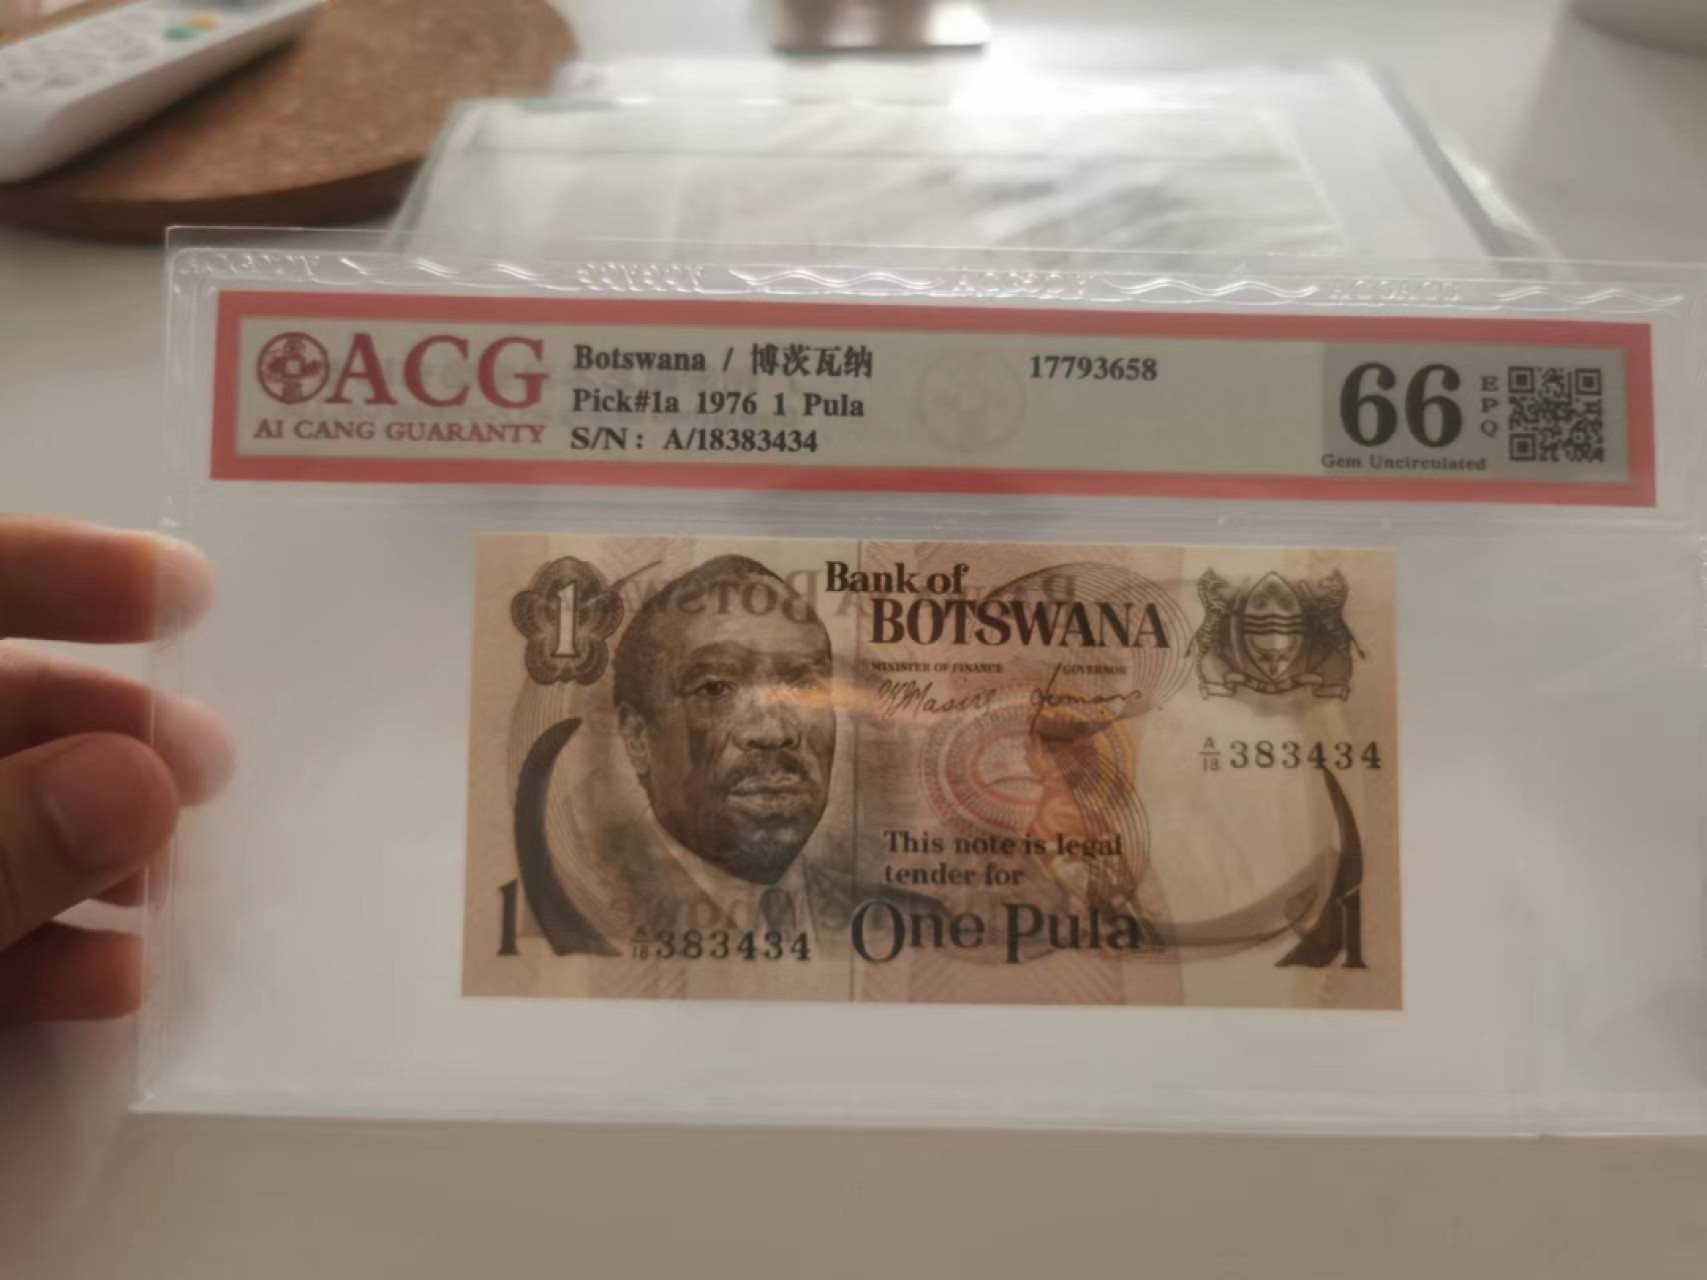 ACG
AI CANG GUARANTY
Botswana / 博茨瓦纳
Pick#1a 1976 1 Pula
S/N: A/18383434
17793658
66
EPQ
Gem Uncirculated
1
Bank of
BOTSWANA
MINISTER OF FINANCE
GOVERNOR
A/18 383434
This note is legal
tender for
One Pula
1
A/18 383434
1